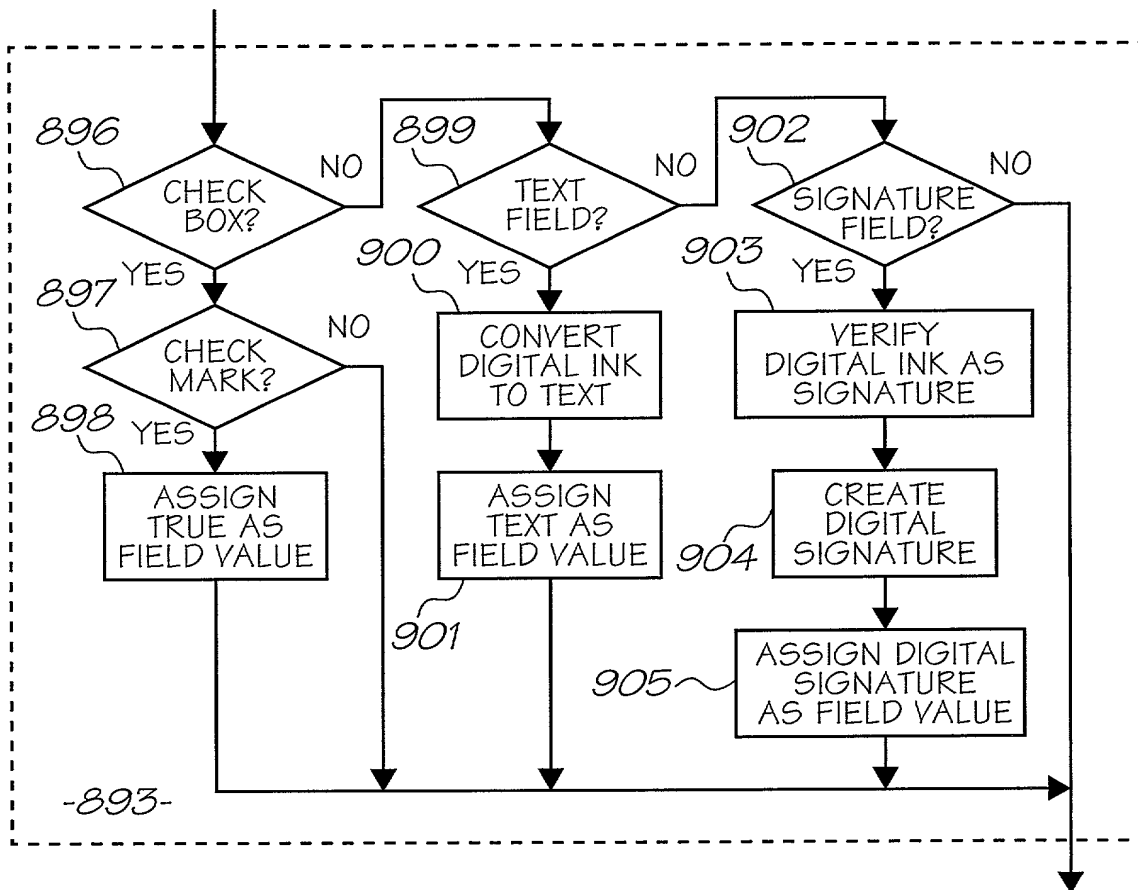 896
CHECK
BOX?
NO
YES
897
CHECK
MARK?
NO
YES
898
ASSIGN
TRUE AS
FIELD VALUE
899
TEXT
FIELD?
NO
YES
900
CONVERT
DIGITAL INK
TO TEXT
ASSIGN
TEXT AS
FIELD VALUE
901
902
SIGNATURE
FIELD?
NO
YES
903
VERIFY
DIGITAL INK AS
SIGNATURE
CREATE
DIGITAL
SIGNATURE
904
ASSIGN DIGITAL
SIGNATURE
AS FIELD VALUE
905
-893-